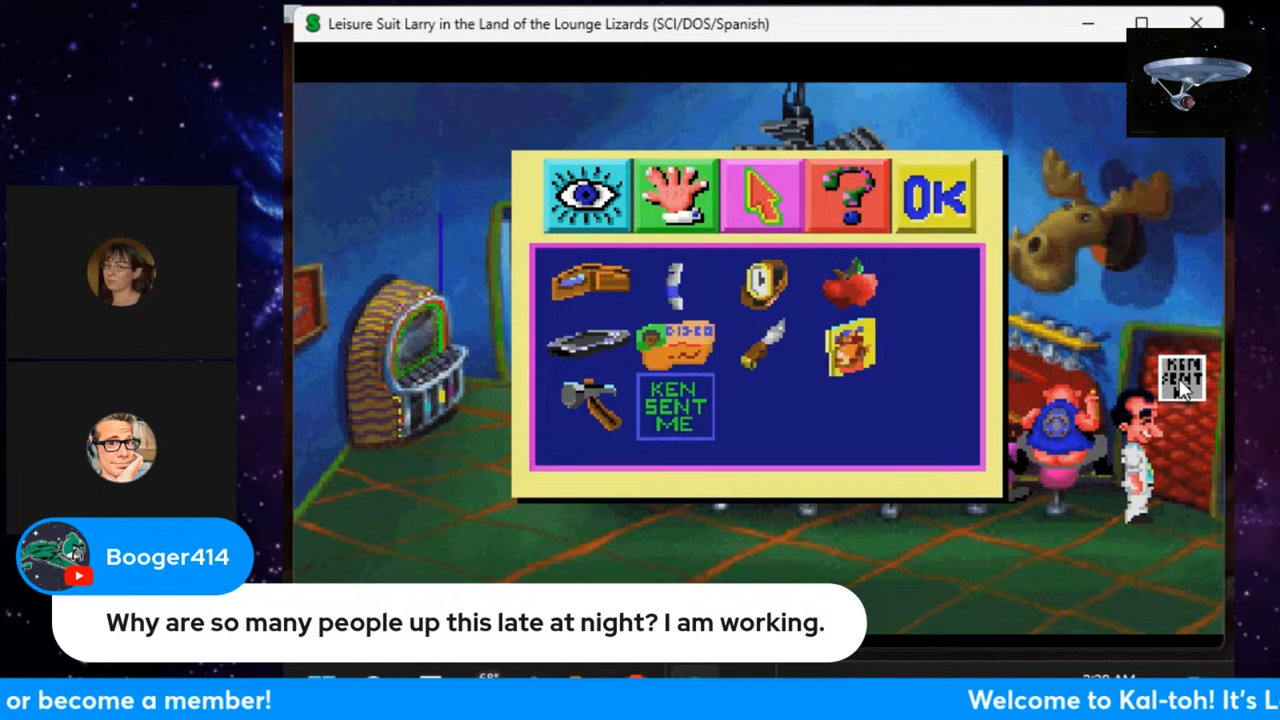 Leisure Suit Larry in the Land of the Lounge Lizards (SCI/DOS/Spanish)
OK
DISCO
KEN
SENT
ME
KEN
SENT
Booger414
Why are so many people up this late at night? I am working.
68°
or become a member!
Welcome to Kal-toh! It's L